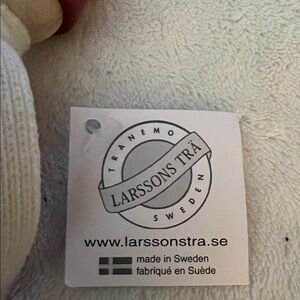 TRANEMO
LARSSONS TRÄ
SWEDEN
www.larssonstra.se
made in Sweden
fabriqué en Suède